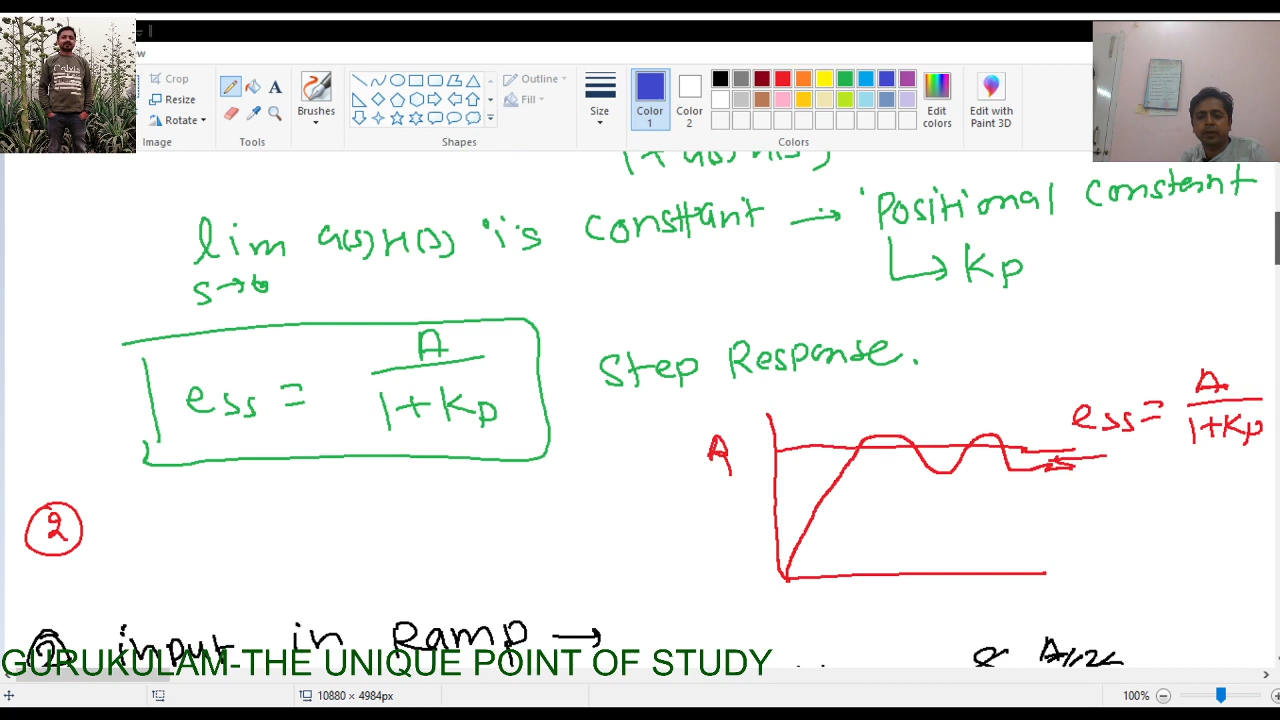 Crop
Resize
Rotate
Image
Tools
Brushes
Shapes
Outline
Fill
Size
Color 1
Color 2
Edit colors
Edit with Paint 3D
Colors
lim G(s)H(s) is constant → Positional constaint
s→0
↳ Kp
ess = A / 1+Kp
Step Response.
A
ess = A / 1+Kp
2
② input in Ramp →
GURUKULAM-THE UNIQUE POINT OF STUDY
10880 × 4984px
100%